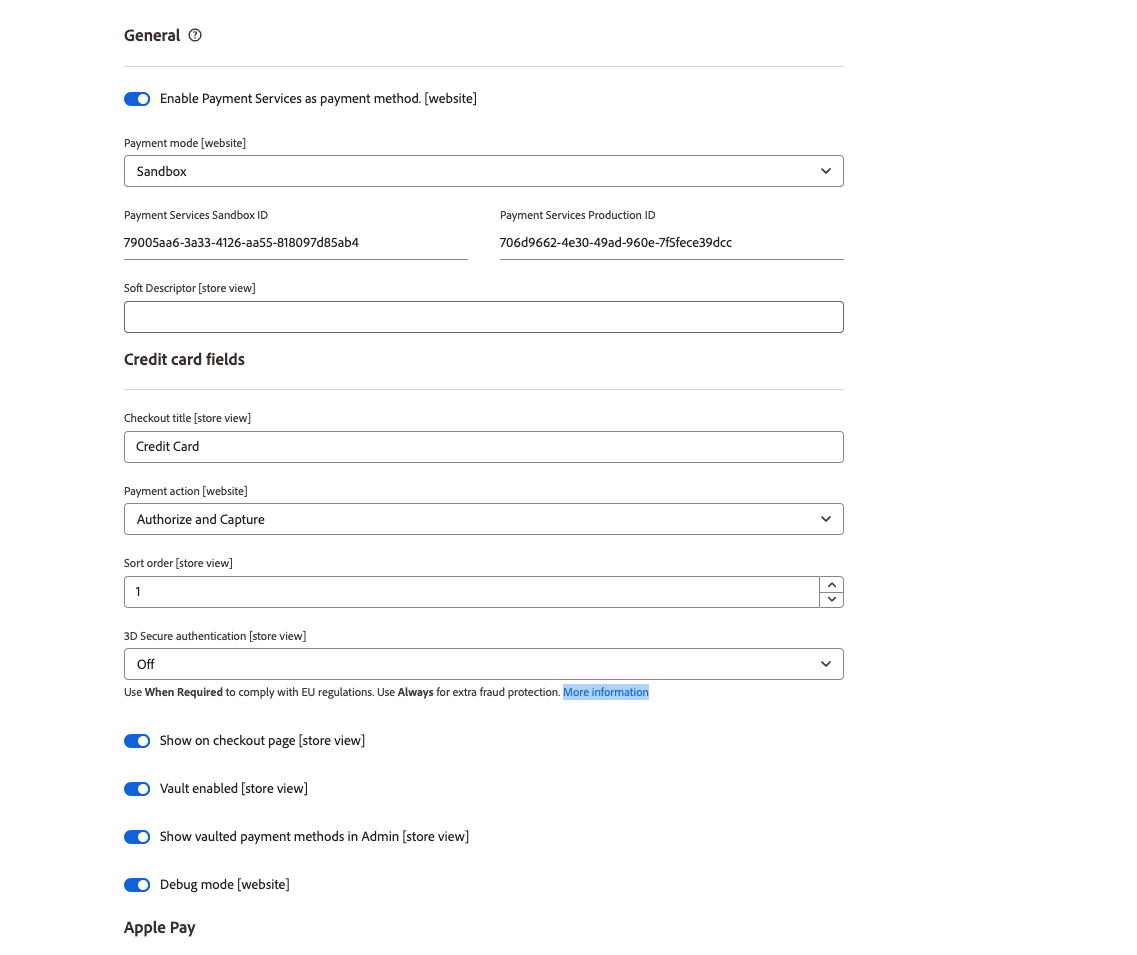 General
Enable Payment Services as payment method. [website]
Payment mode [website]
Sandbox
Payment Services Sandbox ID
Payment Services Production ID
79005aa6-3a33-4126-aa55-818097d85ab4
706d9662-4e30-49ad-960e-7f5fece39dcc
Soft Descriptor [store view]
Credit card fields
Checkout title [store view]
Credit Card
Payment action [website]
Authorize and Capture
Sort order [store view]
1
3D Secure authentication [store view]
Off
Use When Required to comply with EU regulations. Use Always for extra fraud protection. More information
Show on checkout page [store view]
Vault enabled [store view]
Show vaulted payment methods in Admin [store view]
Debug mode [website]
Apple Pay